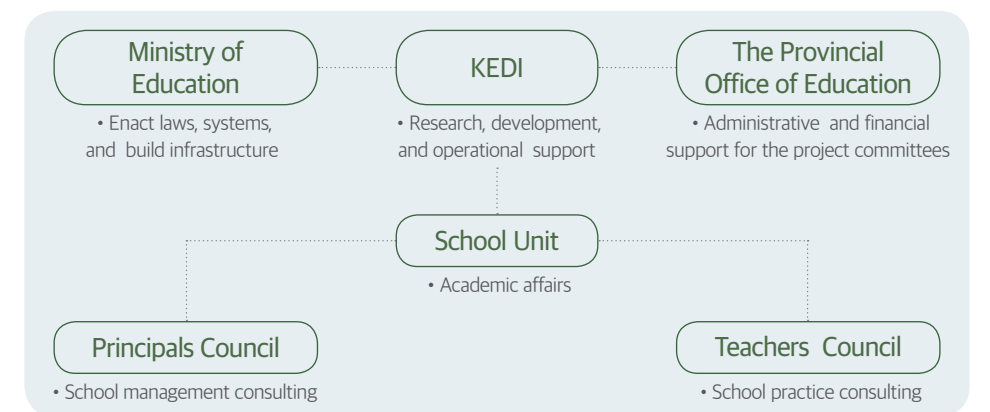 Ministry of
Education
KEDI
The Provincial
Office of Education
• Enact laws, systems,
and build infrastructure
• Research, development,
and operational support
• Administrative and financial
support for the project committees
School Unit
• Academic affairs
Principals Council
• School management consulting
Teachers Council
• School practice consulting